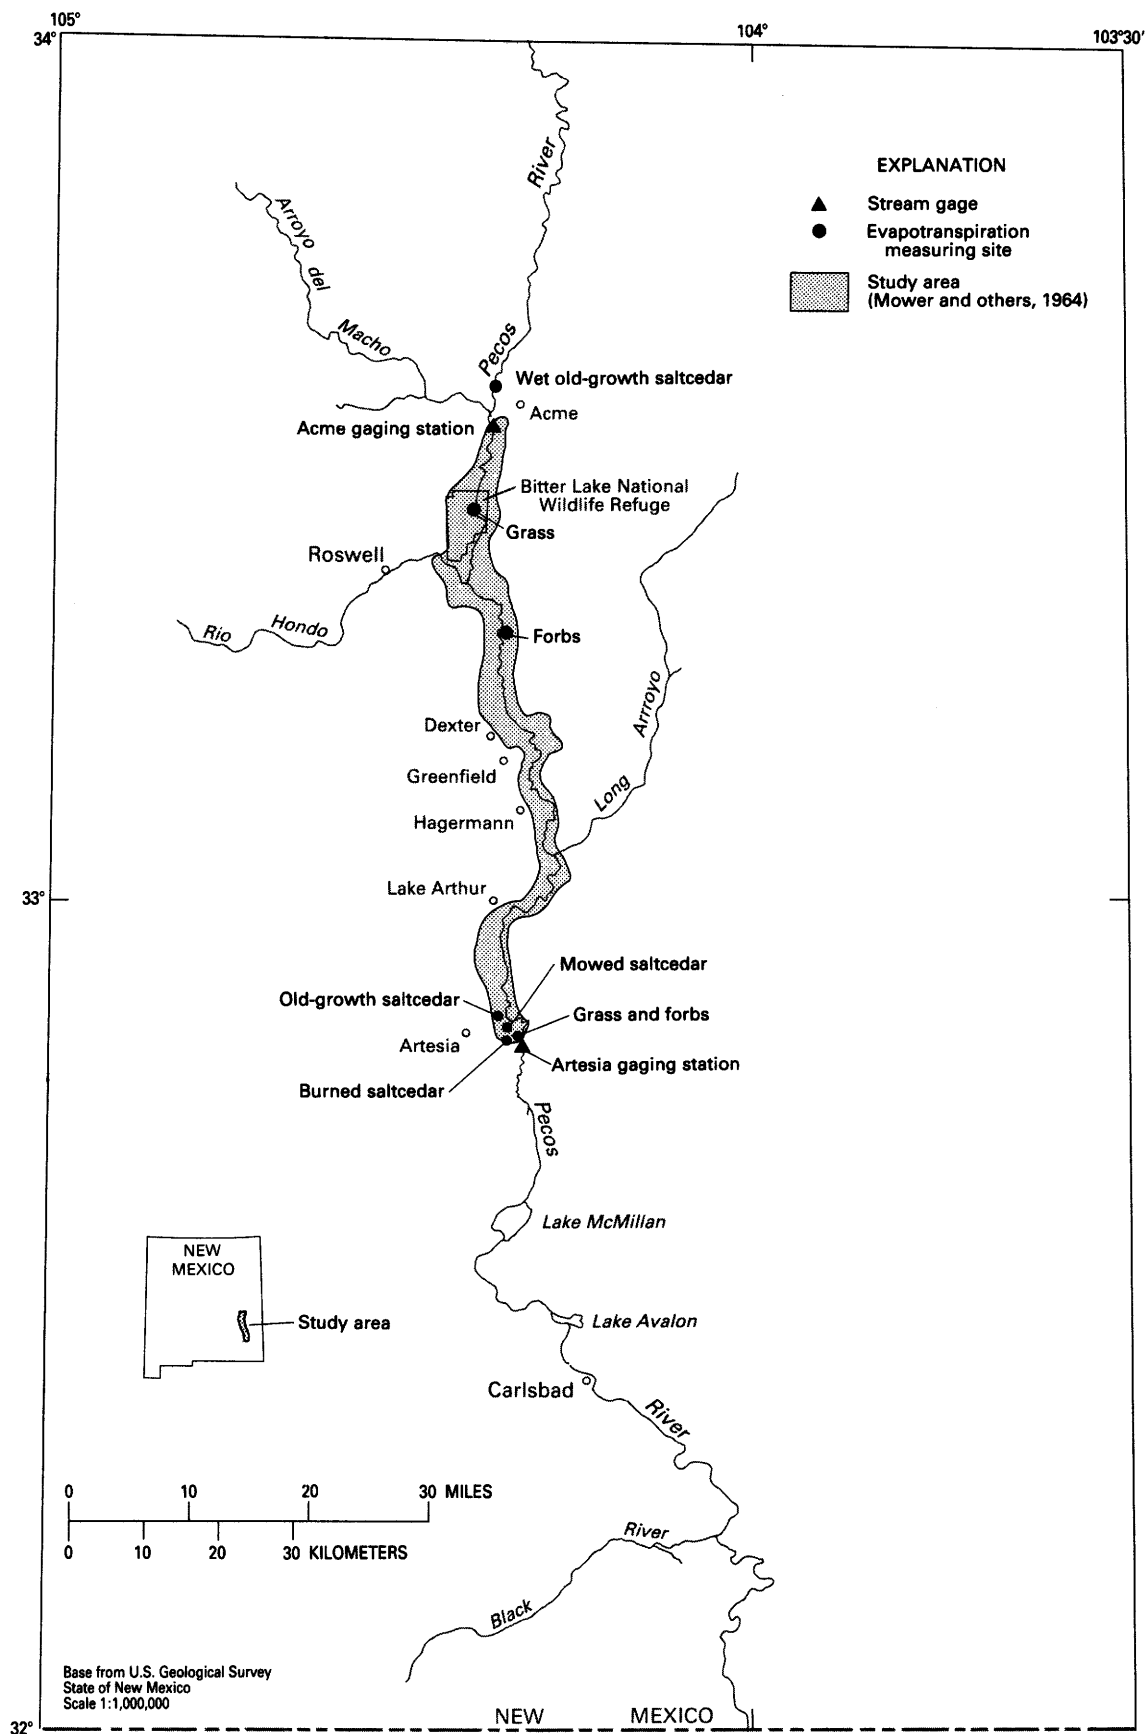 105°
34°
104°
103°30'
River
EXPLANATION
Stream gage
Evapotranspiration
measuring site
Study area
(Mower and others, 1964)
Arroyo
del
Macho
Pecos
Wet old-growth saltcedar
Acme
Acme gaging station
Bitter Lake National
Wildlife Refuge
Grass
Roswell
Rio
Hondo
Forbs
Arrroyo
Dexter
Greenfield
Long
Hagermann
Lake Arthur
33°
Mowed saltcedar
Old-growth saltcedar
Grass and forbs
Artesia
Artesia gaging station
Burned saltcedar
Pecos
Lake McMillan
NEW
MEXICO
Study area
Lake Avalon
Carlsbad
River
0 10 20 30 MILES
0 10 20 30 KILOMETERS
River
Black
Base from U.S. Geological Survey
State of New Mexico
Scale 1:1,000,000
32°
NEW MEXICO